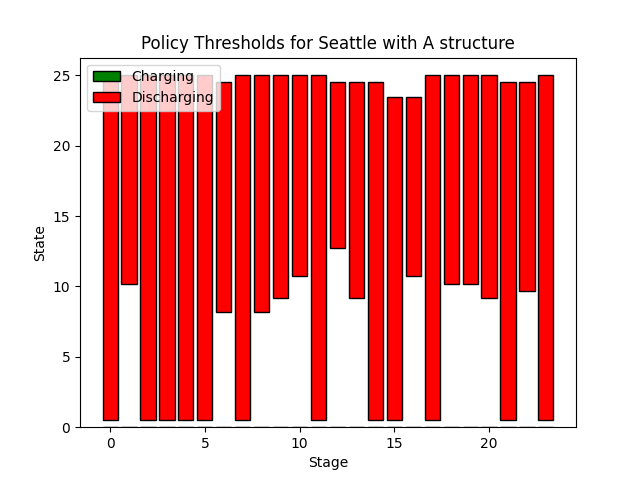 Policy Thresholds for Seattle with A structure
Charging
Discharging
25
20
15
10
5
0
State
0 5 10 15 20
Stage